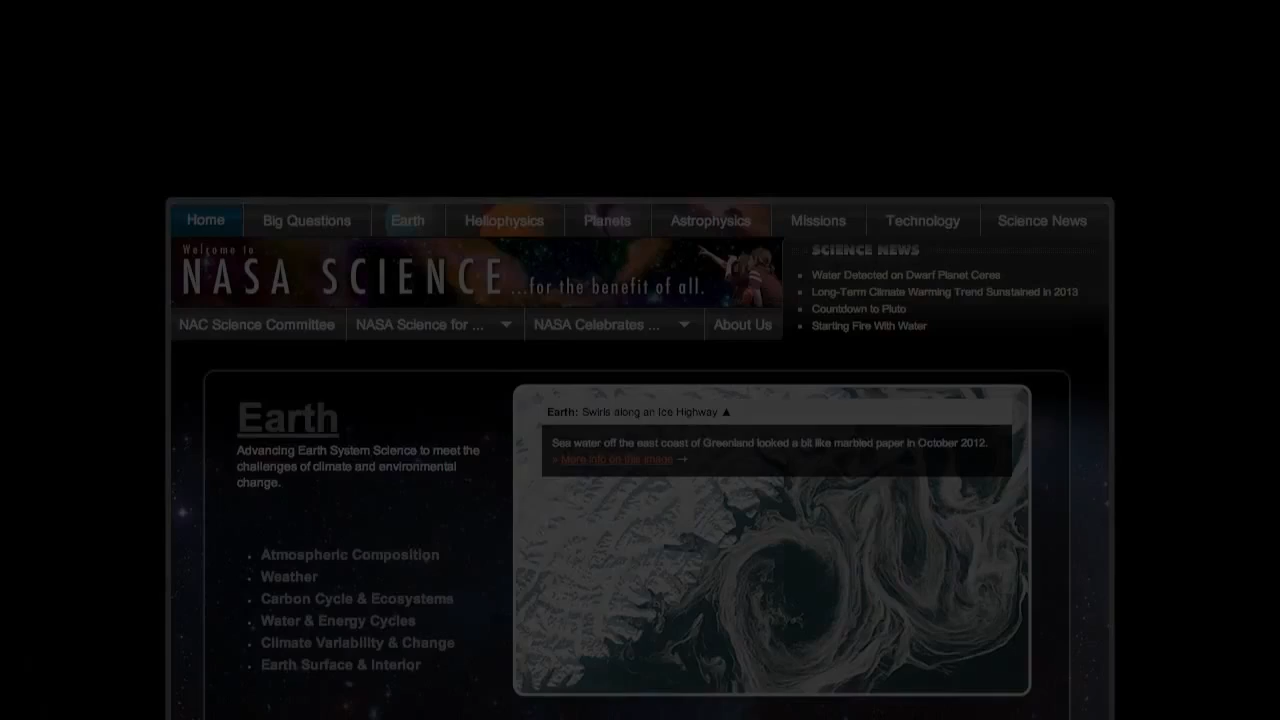 Home Big Questions Earth Heliophysics Planets Astrophysics Missions Technology Science News
Welcome to
NASA SCIENCE ...for the benefit of all.
NAC Science Committee NASA Science for ... NASA Celebrates ... About Us
SCIENCE NEWS
Water Detected on Dwarf Planet Ceres
Long-Term Climate Warming Trend Sunstained in 2013
Countdown to Pluto
Starting Fire With Water
Earth
Advancing Earth System Science to meet the
challenges of climate and environmental
change.
Atmospheric Composition
Weather
Carbon Cycle & Ecosystems
Water & Energy Cycles
Climate Variability & Change
Earth Surface & Interior
Earth: Swirls along an Ice Highway ▲
Sea water off the east coast of Greenland looked a bit like marbled paper in October 2012.
» More info on this image →